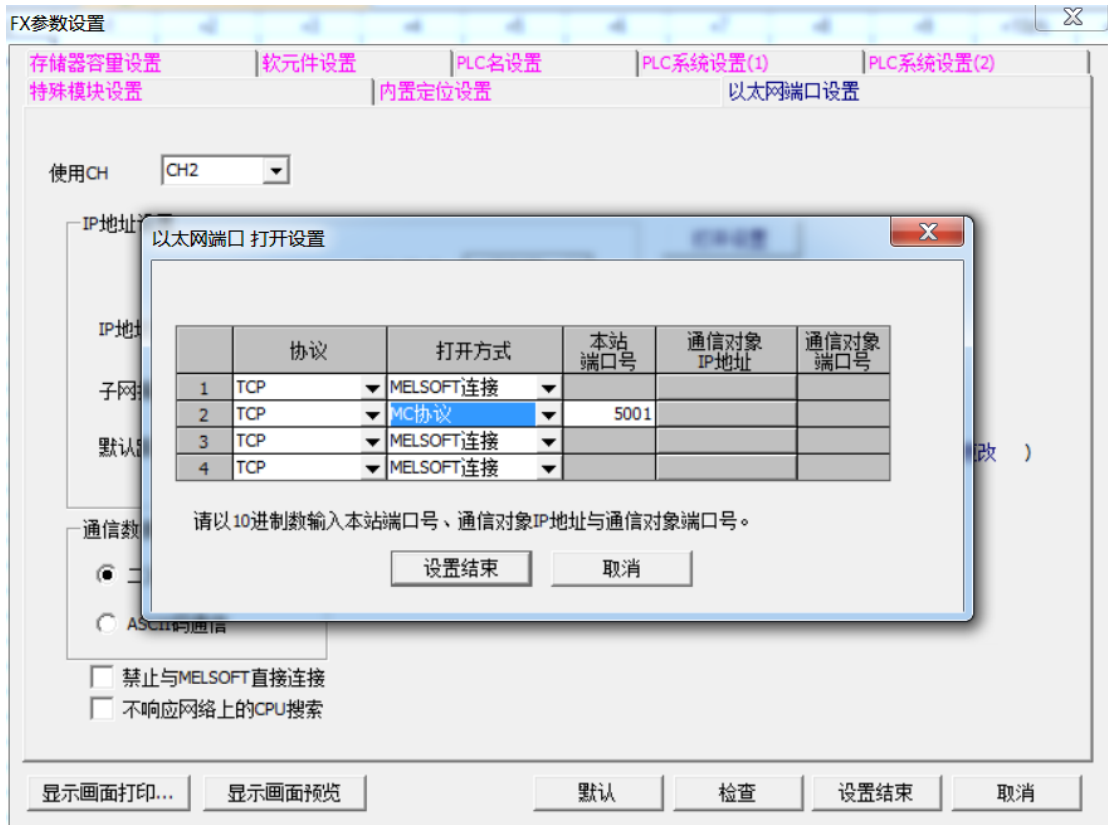 FX参数设置
存储器容量设置 软元件设置 PLC名设置 PLC系统设置(1) PLC系统设置(2)
特殊模块设置 内置定位设置 以太网端口设置
使用CH CH2
IP地址
以太网端口 打开设置
协议 打开方式 本站端口号 通信对象IP地址 通信对象端口号
1 TCP MELSOFT连接
2 TCP MC协议 5001
3 TCP MELSOFT连接
4 TCP MELSOFT连接
IP地
子网
默认
改 )
请以10进制数输入本站端口号、通信对象IP地址与通信对象端口号。
设置结束 取消
通信数
ASCII码通信
禁止与MELSOFT直接连接
不响应网络上的CPU搜索
显示画面打印... 显示画面预览 默认 检查 设置结束 取消